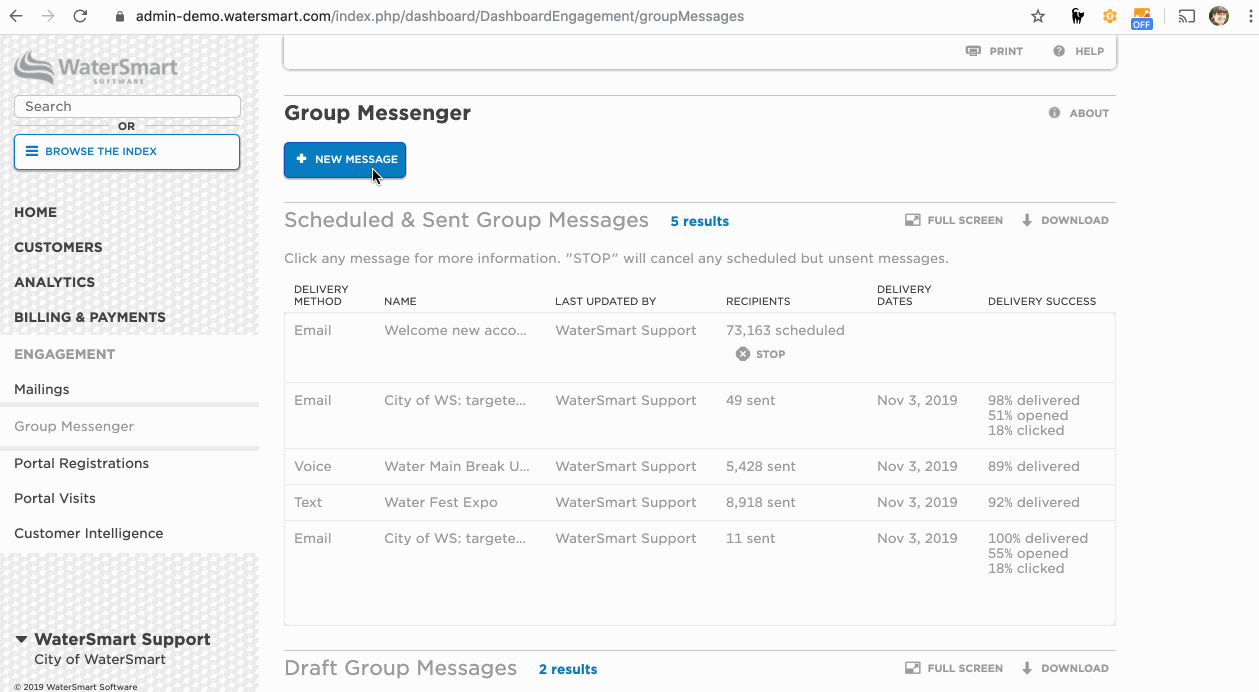 admin-demo.watersmart.com/index.php/dashboard/DashboardEngagement/groupMessages
OFF
WaterSmart
SOFTWARE
Search
OR
BROWSE THE INDEX
HOME
CUSTOMERS
ANALYTICS
BILLING & PAYMENTS
ENGAGEMENT
Mailings
Group Messenger
Portal Registrations
Portal Visits
Customer Intelligence
WaterSmart Support
City of WaterSmart
© 2019 WaterSmart Software
PRINT HELP
Group Messenger ABOUT
NEW MESSAGE
Scheduled & Sent Group Messages 5 results FULL SCREEN DOWNLOAD
Click any message for more information. "STOP" will cancel any scheduled but unsent messages.
DELIVERY METHOD NAME LAST UPDATED BY RECIPIENTS DELIVERY DATES DELIVERY SUCCESS
Email Welcome new acco... WaterSmart Support 73,163 scheduled
STOP
Email City of WS: targete... WaterSmart Support 49 sent Nov 3, 2019 98% delivered
51% opened
18% clicked
Voice Water Main Break U... WaterSmart Support 5,428 sent Nov 3, 2019 89% delivered
Text Water Fest Expo WaterSmart Support 8,918 sent Nov 3, 2019 92% delivered
Email City of WS: targete... WaterSmart Support 11 sent Nov 3, 2019 100% delivered
55% opened
18% clicked
Draft Group Messages 2 results FULL SCREEN DOWNLOAD